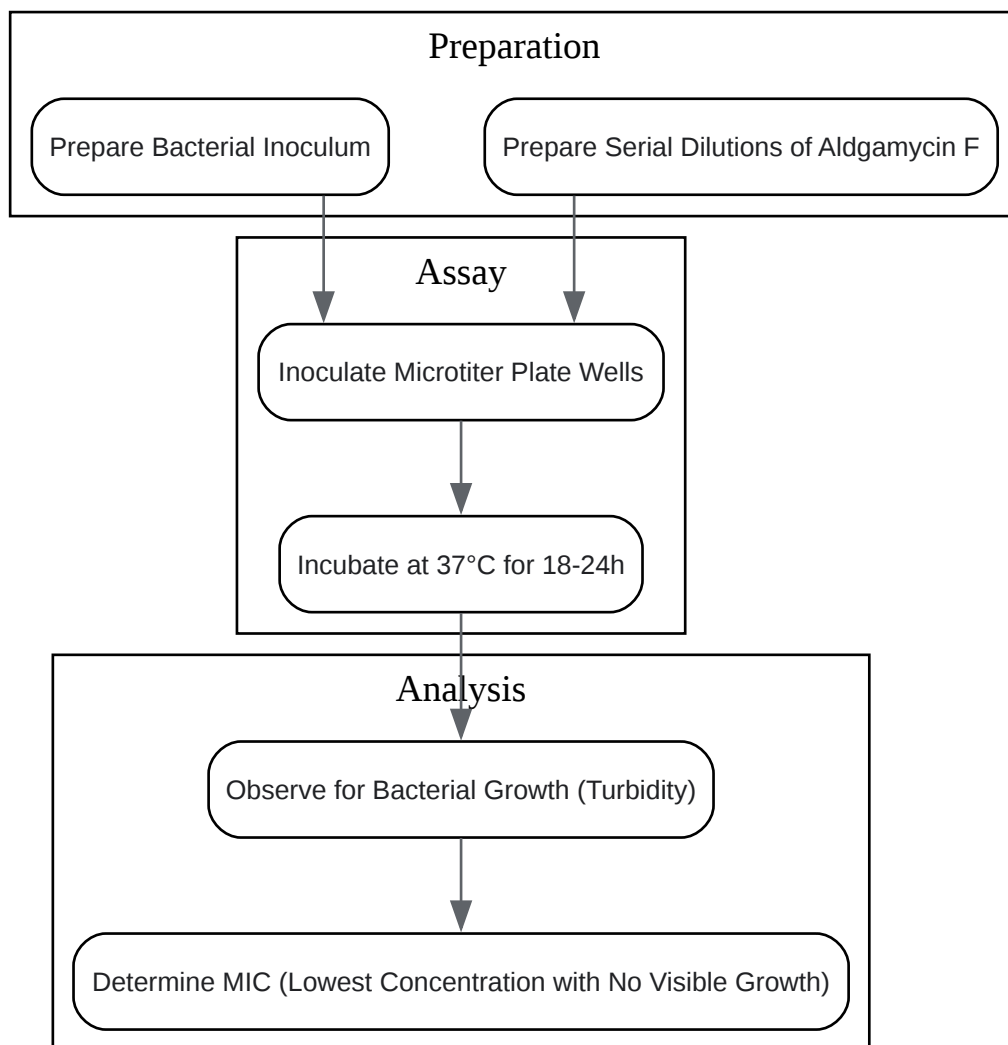 Preparation
Prepare Bacterial Inoculum
Prepare Serial Dilutions of Aldgamycin F
Assay
Inoculate Microtiter Plate Wells
Incubate at 37°C for 18-24h
Analysis
Observe for Bacterial Growth (Turbidity)
Determine MIC (Lowest Concentration with No Visible Growth)